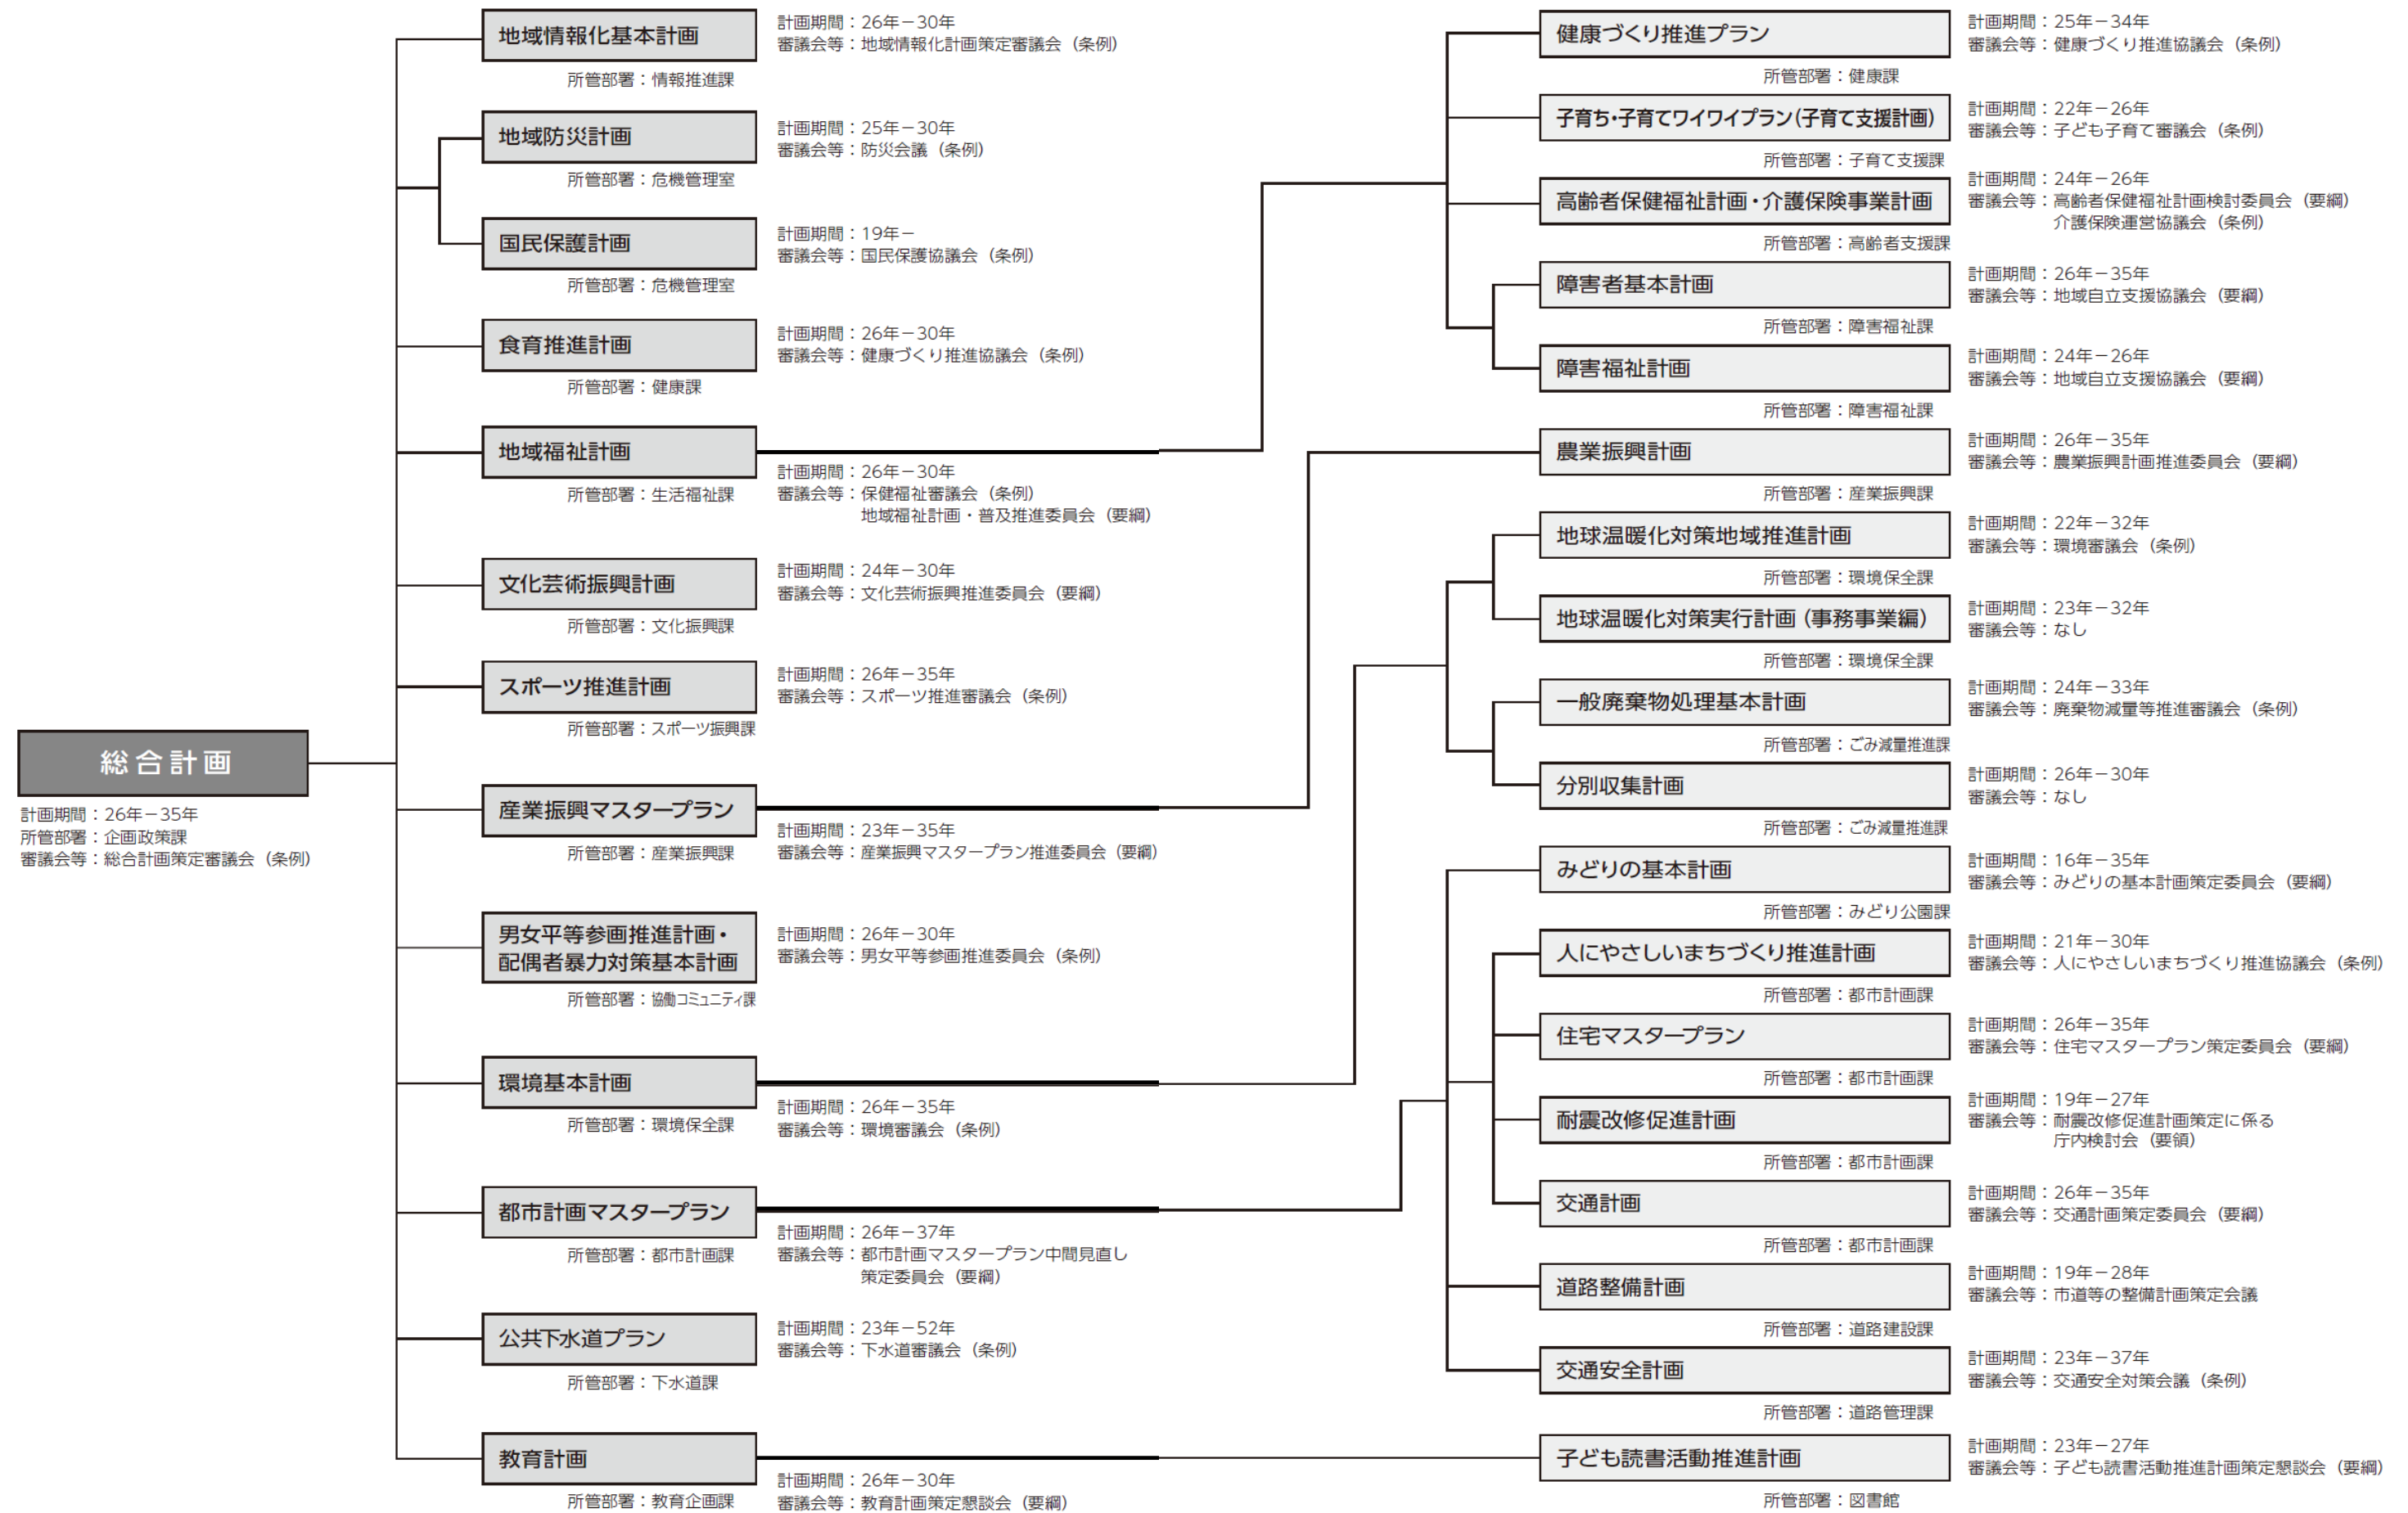 総合計画
計画期間：26年－35年
所管部署：企画政策課
審議会等：総合計画策定審議会（条例）
地域情報化基本計画
所管部署：情報推進課
計画期間：26年－30年
審議会等：地域情報化計画策定審議会（条例）
地域防災計画
所管部署：危機管理室
計画期間：25年－30年
審議会等：防災会議（条例）
国民保護計画
所管部署：危機管理室
計画期間：19年－
審議会等：国民保護協議会（条例）
食育推進計画
所管部署：健康課
計画期間：26年－30年
審議会等：健康づくり推進協議会（条例）
地域福祉計画
所管部署：生活福祉課
計画期間：26年－30年
審議会等：保健福祉審議会（条例）
地域福祉計画・普及推進委員会（要綱）
文化芸術振興計画
所管部署：文化振興課
計画期間：24年－30年
審議会等：文化芸術振興推進委員会（要綱）
スポーツ推進計画
所管部署：スポーツ振興課
計画期間：26年－35年
審議会等：スポーツ推進審議会（条例）
産業振興マスタープラン
所管部署：産業振興課
計画期間：23年－35年
審議会等：産業振興マスタープラン推進委員会（要綱）
男女平等参画推進計画・
配偶者暴力対策基本計画
所管部署：協働コミュニティ課
計画期間：26年－30年
審議会等：男女平等参画推進委員会（条例）
環境基本計画
所管部署：環境保全課
計画期間：26年－35年
審議会等：環境審議会（条例）
都市計画マスタープラン
所管部署：都市計画課
計画期間：26年－37年
審議会等：都市計画マスタープラン中間見直し
策定委員会（要綱）
公共下水道プラン
所管部署：下水道課
計画期間：23年－52年
審議会等：下水道審議会（条例）
教育計画
所管部署：教育企画課
計画期間：26年－30年
審議会等：教育計画策定懇談会（要綱）
健康づくり推進プラン
所管部署：健康課
計画期間：25年－34年
審議会等：健康づくり推進協議会（条例）
子育ち・子育てワイワイプラン（子育て支援計画）
所管部署：子育て支援課
計画期間：22年－26年
審議会等：子ども子育て審議会（条例）
高齢者保健福祉計画・介護保険事業計画
所管部署：高齢者支援課
計画期間：24年－26年
審議会等：高齢者保健福祉計画検討委員会（要綱）
介護保険運営協議会（条例）
障害者基本計画
所管部署：障害福祉課
計画期間：26年－35年
審議会等：地域自立支援協議会（要綱）
障害福祉計画
所管部署：障害福祉課
計画期間：24年－26年
審議会等：地域自立支援協議会（要綱）
農業振興計画
所管部署：産業振興課
計画期間：26年－35年
審議会等：農業振興計画推進委員会（要綱）
地球温暖化対策地域推進計画
所管部署：環境保全課
計画期間：22年－32年
審議会等：環境審議会（条例）
地球温暖化対策実行計画（事務事業編）
所管部署：環境保全課
計画期間：23年－32年
審議会等：なし
一般廃棄物処理基本計画
所管部署：ごみ減量推進課
計画期間：24年－33年
審議会等：廃棄物減量等推進審議会（条例）
分別収集計画
所管部署：ごみ減量推進課
計画期間：26年－30年
審議会等：なし
みどりの基本計画
所管部署：みどり公園課
計画期間：16年－35年
審議会等：みどりの基本計画策定委員会（要綱）
人にやさしいまちづくり推進計画
所管部署：都市計画課
計画期間：21年－30年
審議会等：人にやさしいまちづくり推進協議会（条例）
住宅マスタープラン
所管部署：都市計画課
計画期間：26年－35年
審議会等：住宅マスタープラン策定委員会（要綱）
耐震改修促進計画
所管部署：都市計画課
計画期間：19年－27年
審議会等：耐震改修促進計画策定に係る
庁内検討会（要領）
交通計画
所管部署：都市計画課
計画期間：26年－35年
審議会等：交通計画策定委員会（要綱）
道路整備計画
所管部署：道路建設課
計画期間：19年－28年
審議会等：市道等の整備計画策定会議
交通安全計画
所管部署：道路管理課
計画期間：23年－37年
審議会等：交通安全対策会議（条例）
子ども読書活動推進計画
所管部署：図書館
計画期間：23年－27年
審議会等：子ども読書活動推進計画策定懇談会（要綱）